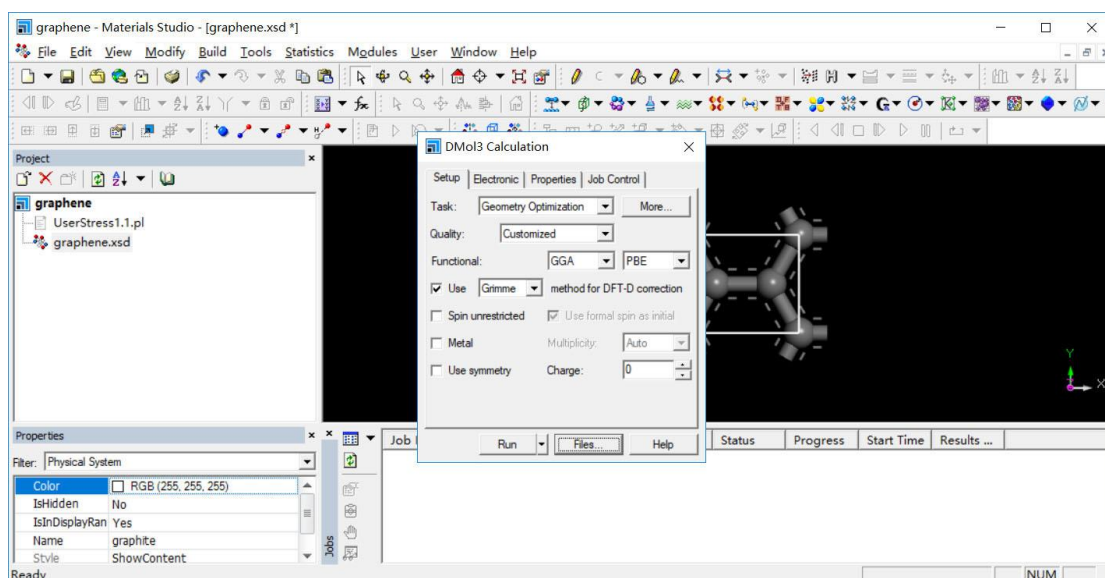 graphene - Materials Studio - [graphene.xsd *]
File Edit View Modify Build Tools Statistics Modules User Window Help
Project
graphene
UserStress1.1.pl
graphene.xsd
DMol3 Calculation
Setup Electronic Properties Job Control
Task: Geometry Optimization More...
Quality: Customized
Functional: GGA PBE
Use Grimme method for DFT-D correction
Spin unrestricted Use formal spin as initial
Metal Multiplicity: Auto
Use symmetry Charge: 0
Run Files... Help
Y
X
Properties
Filter: Physical System
Color RGB (255, 255, 255)
IsHidden No
IsInDisplayRan Yes
Name graphite
Style ShowContent
Jobs
Job Status Progress Start Time Results ...
Ready NUM